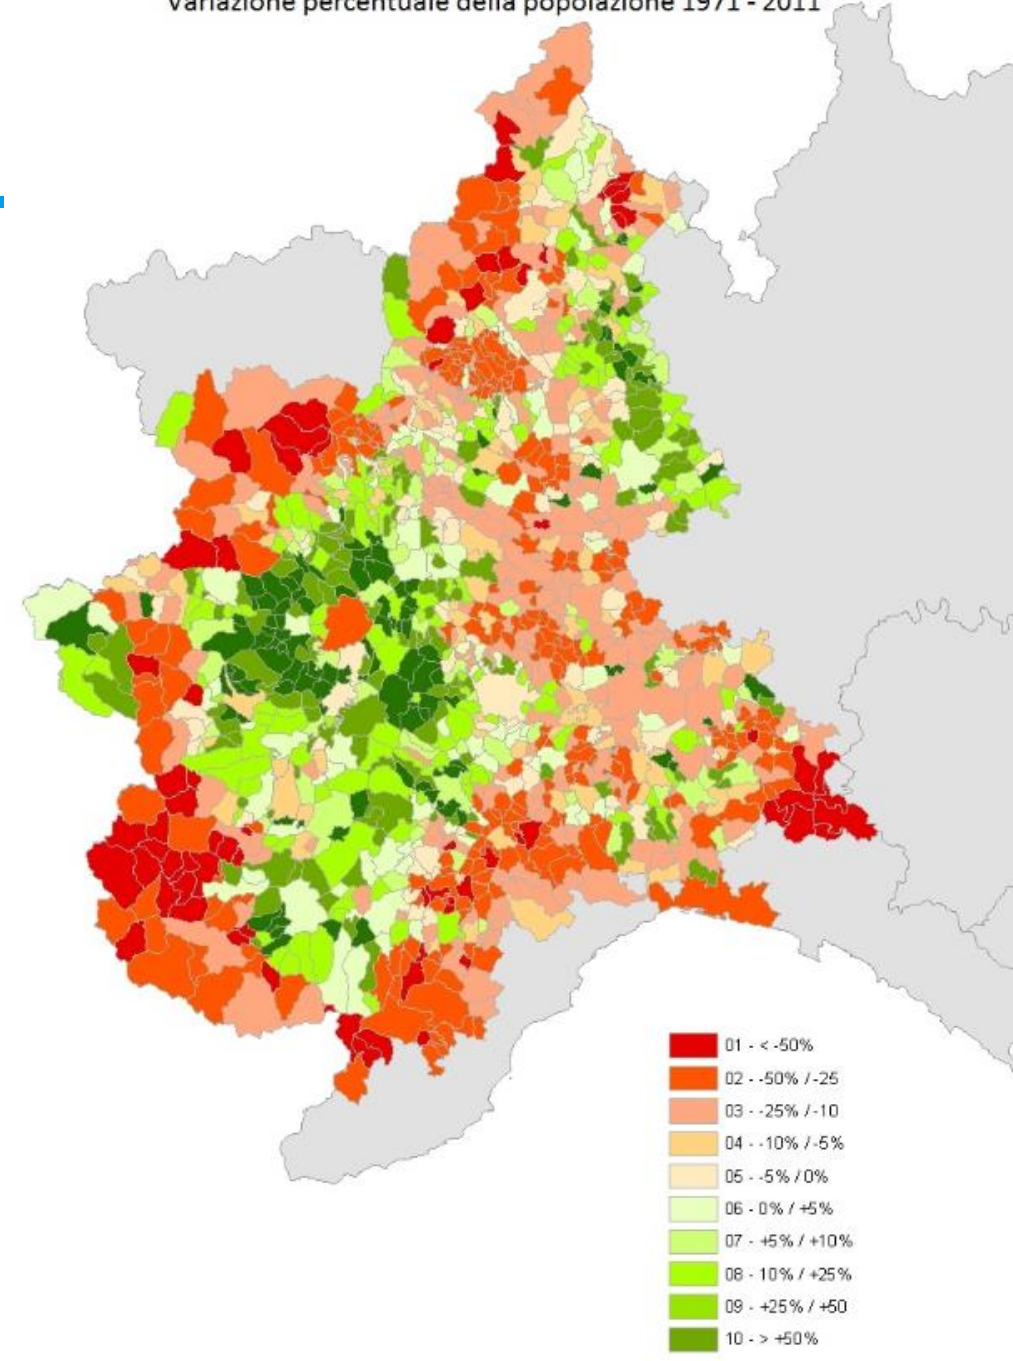 Variazione percentuale della popolazione 1971 - 2011
01 - < -50%
02 - -50% / -25
03 - -25% / -10
04 - -10% / -5%
05 - -5% / 0%
06 - 0% / +5%
07 - +5% / +10%
08 - 10% / +25%
09 - +25% / +50
10 - > +50%